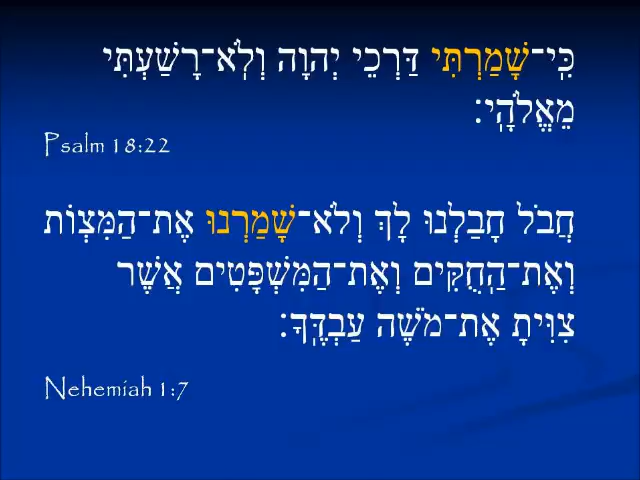 כִּֽי־שָׁמַרְתִּי דַּרְכֵי יְהוָה וְלֹֽא־רָשַׁעְתִּי
מֵאֱלֹהָֽי׃
Psalm 18:22
חֲבֹל חָבַלְנוּ לָךְ וְלֹא־שָׁמַרְנוּ אֶת־הַמִּצְוֹת
וְאֶת־הַֽחֻקִּים וְאֶת־הַמִּשְׁפָּטִים אֲשֶׁר
צִוִּיתָ אֶת־מֹשֶׁה עַבְדֶּֽךָ׃
Nehemiah 1:7